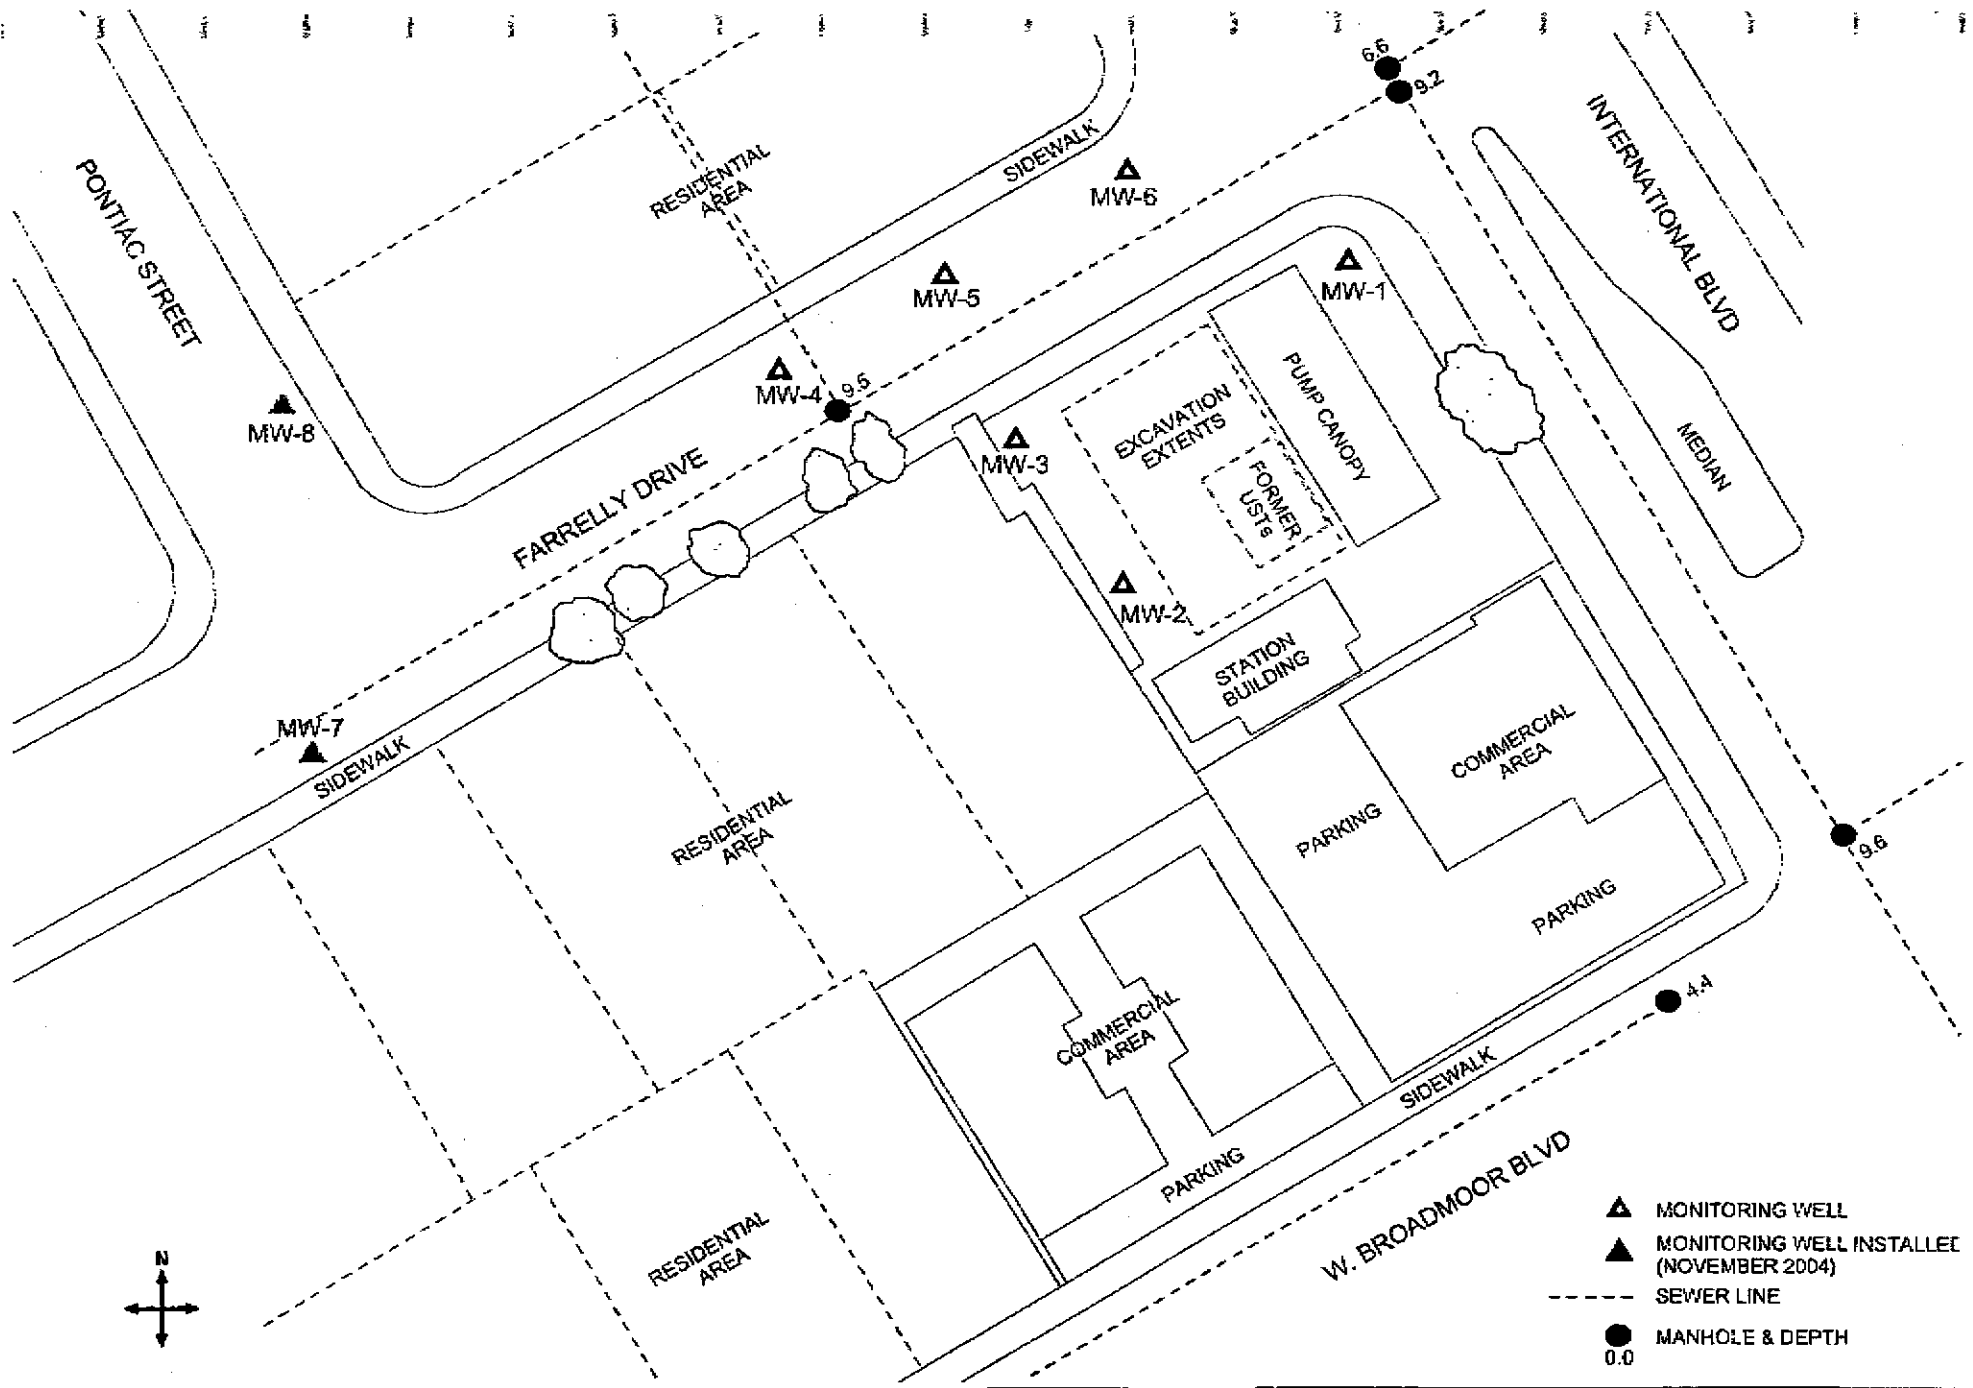 6.6
9.2
INTERNATIONAL BLVD
PONTIAC STREET
RESIDENTIAL
AREA
SIDEWALK
MW-6
MW-5
MW-1
MW-4
9.5
MW-8
MW-3
EXCAVATION
EXTENTS
PUMP CANOPY
FORMER
USTs
MEDIAN
FARRELLY DRIVE
MW-2
STATION
BUILDING
MW-7
SIDEWALK
COMMERCIAL
AREA
RESIDENTIAL
AREA
PARKING
9.6
PARKING
4.4
COMMERCIAL
AREA
SIDEWALK
PARKING
W. BROADMOOR BLVD
RESIDENTIAL
AREA
N
MONITORING WELL
MONITORING WELL INSTALLED
(NOVEMBER 2004)
SEWER LINE
MANHOLE & DEPTH
0.0